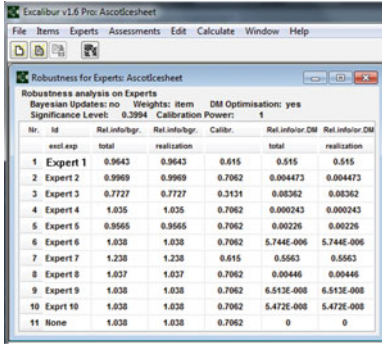 Excalibur v1.6 Pro: AscotIcesheet
File Items Experts Assessments Edit Calculate Window Help
Robustness for Experts: AscotIcesheet
Robustness analysis on Experts
Bayesian Updates: no Weights: item DM Optimisation: yes
Significance Level: 0.3994 Calibration Power: 1
Nr. Id Rel.info/bgr. Rel.info/bgr. Calibr. Rel.info/or.DM Rel.info/or.DM
excl.exp total realization total realization
1 Expert 1 0.9643 0.9643 0.615 0.515 0.515
2 Expert 2 0.9969 0.9969 0.7062 0.004473 0.004473
3 Expert 3 0.7727 0.7727 0.3131 0.08362 0.08362
4 Expert 4 1.035 1.035 0.7062 0.000243 0.000243
5 Expert 5 0.9565 0.9565 0.7062 0.00226 0.00226
6 Expert 6 1.038 1.038 0.7062 5.744E-006 5.744E-006
7 Expert 7 1.238 1.238 0.615 0.5563 0.5563
8 Expert 8 1.037 1.037 0.7062 0.00446 0.00446
9 Expert 9 1.038 1.038 0.7062 6.513E-008 6.513E-008
10 Exprt 10 1.038 1.038 0.7062 5.472E-008 5.472E-008
11 None 1.038 1.038 0.7062 0 0